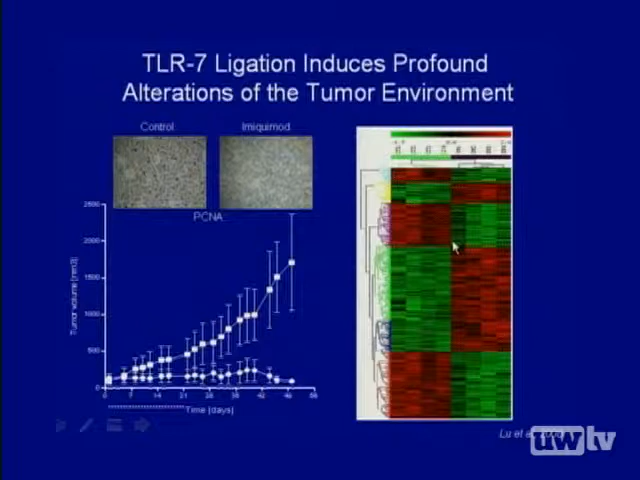 TLR-7 Ligation Induces Profound
Alterations of the Tumor Environment
Control
Imiquimod
PCNA
2500
2000
1500
1000
500
0
Tumor volume [mm3]
0 7 14 21 28 35 42 49 56
Time [days]
Lu et al.
uwtv